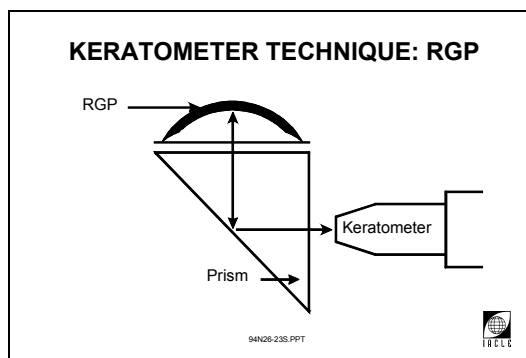 KERATOMETER TECHNIQUE: RGP
RGP
Keratometer
Prism
94N26-23S.PPT
IACLE